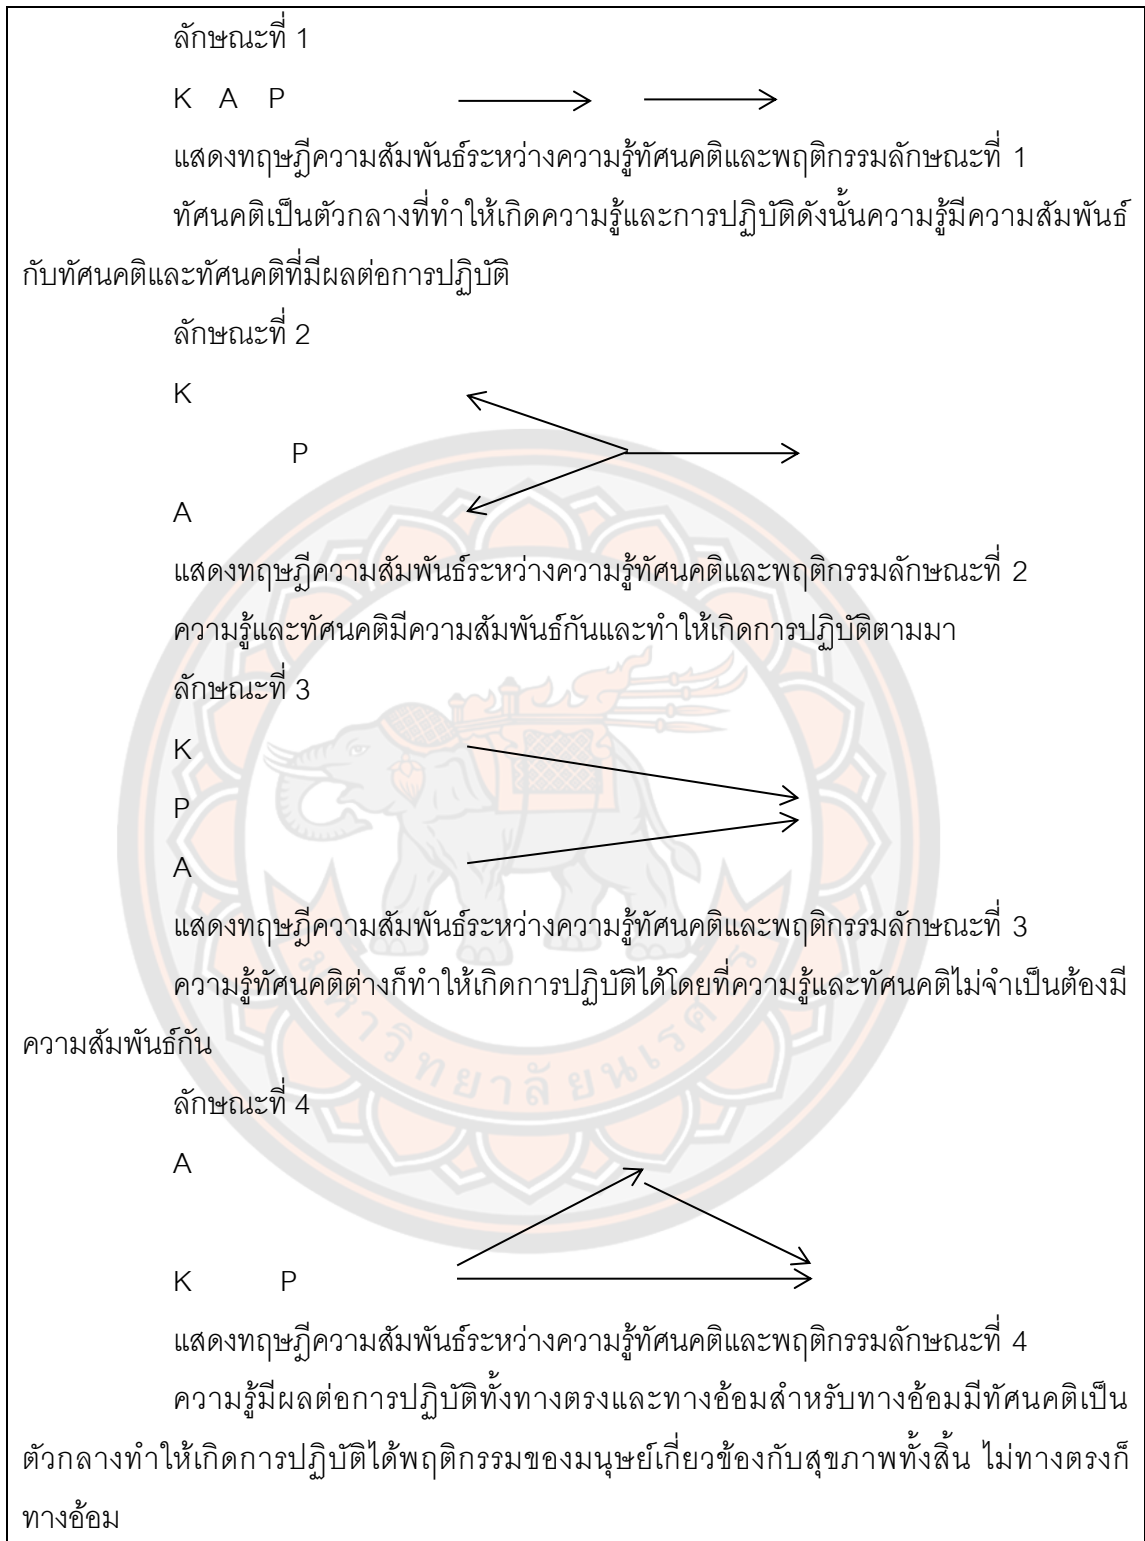 ลักษณะที่ 1
K A P
แสดงทฤษฎีความสัมพันธ์ระหว่างความรู้ทัศนคติและพฤติกรรมลักษณะที่ 1
ทัศนคติเป็นตัวกลางที่ทำให้เกิดความรู้และการปฏิบัติดังนั้นความรู้มีความสัมพันธ์
กับทัศนคติและทัศนคติที่มีผลต่อการปฏิบัติ
ลักษณะที่ 2
K
P
A
แสดงทฤษฎีความสัมพันธ์ระหว่างความรู้ทัศนคติและพฤติกรรมลักษณะที่ 2
ความรู้และทัศนคติมีความสัมพันธ์กันและทำให้เกิดการปฏิบัติตามมา
ลักษณะที่ 3
K
P
A
แสดงทฤษฎีความสัมพันธ์ระหว่างความรู้ทัศนคติและพฤติกรรมลักษณะที่ 3
ความรู้ทัศนคติต่างก็ทำให้เกิดการปฏิบัติได้โดยที่ความรู้และทัศนคติไม่จำเป็นต้องมี
ความสัมพันธ์กัน
มหาวิทยาลัยนเรศวร
ลักษณะที่ 4
A
K P
แสดงทฤษฎีความสัมพันธ์ระหว่างความรู้ทัศนคติและพฤติกรรมลักษณะที่ 4
ความรู้มีผลต่อการปฏิบัติทั้งทางตรงและทางอ้อมสำหรับทางอ้อมมีทัศนคติเป็น
ตัวกลางทำให้เกิดการปฏิบัติได้พฤติกรรมของมนุษย์เกี่ยวข้องกับสุขภาพทั้งสิ้น ไม่ทางตรงก็
ทางอ้อม